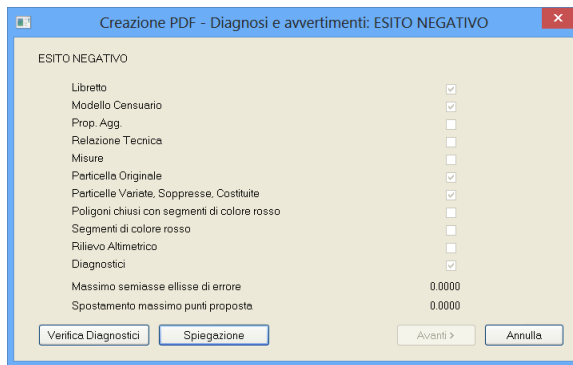 Creazione PDF - Diagnosi e avvertimenti: ESITO NEGATIVO
ESITO NEGATIVO
Libretto
Modello Censuario
Prop. Agg.
Relazione Tecnica
Misure
Particella Originale
Particelle Variate, Soppresse, Costituite
Poligoni chiusi con segmenti di colore rosso
Segmenti di colore rosso
Rilievo Altimetrico
Diagnostici
Massimo semiasse ellisse di errore 0.0000
Spostamento massimo punti proposta 0.0000
Verifica Diagnostici Spiegazione Avanti > Annulla